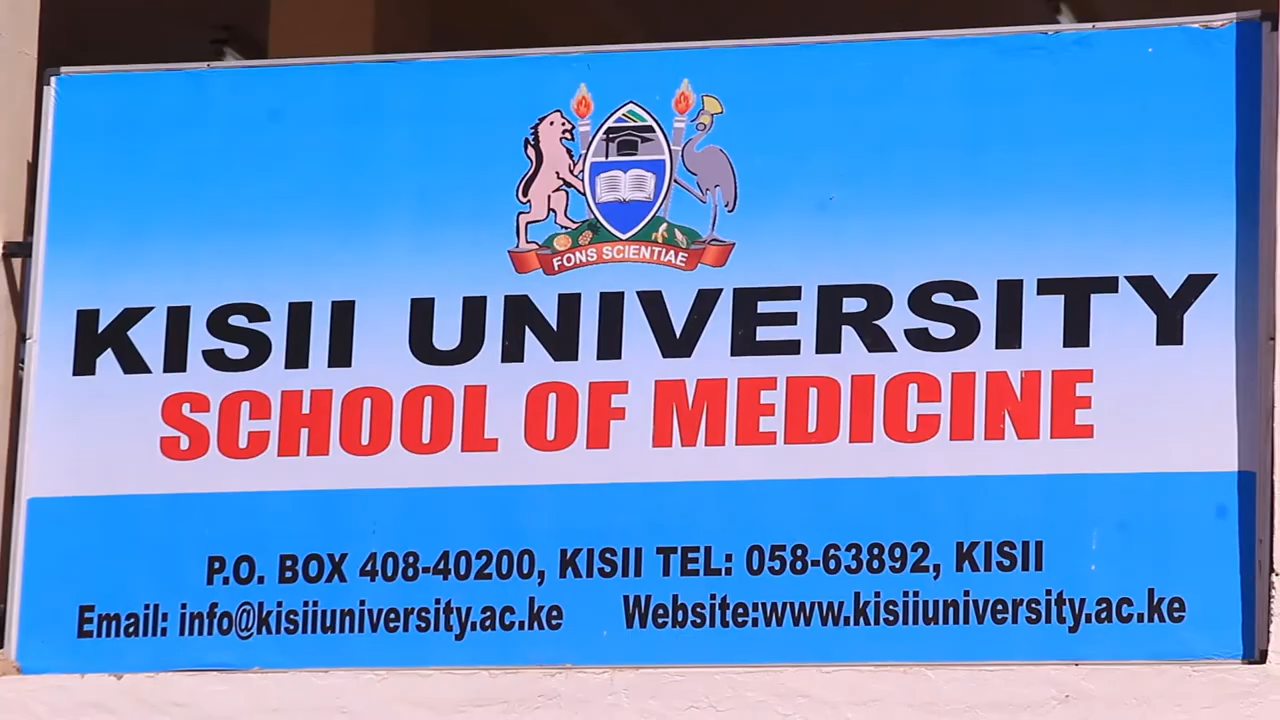 FONS SCIENTIAE
KISII UNIVERSITY
SCHOOL OF MEDICINE
P.O. BOX 408-40200, KISII TEL: 058-63892, KISII
Email: info@kisiiuniversity.ac.ke Website:www.kisiiuniversity.ac.ke